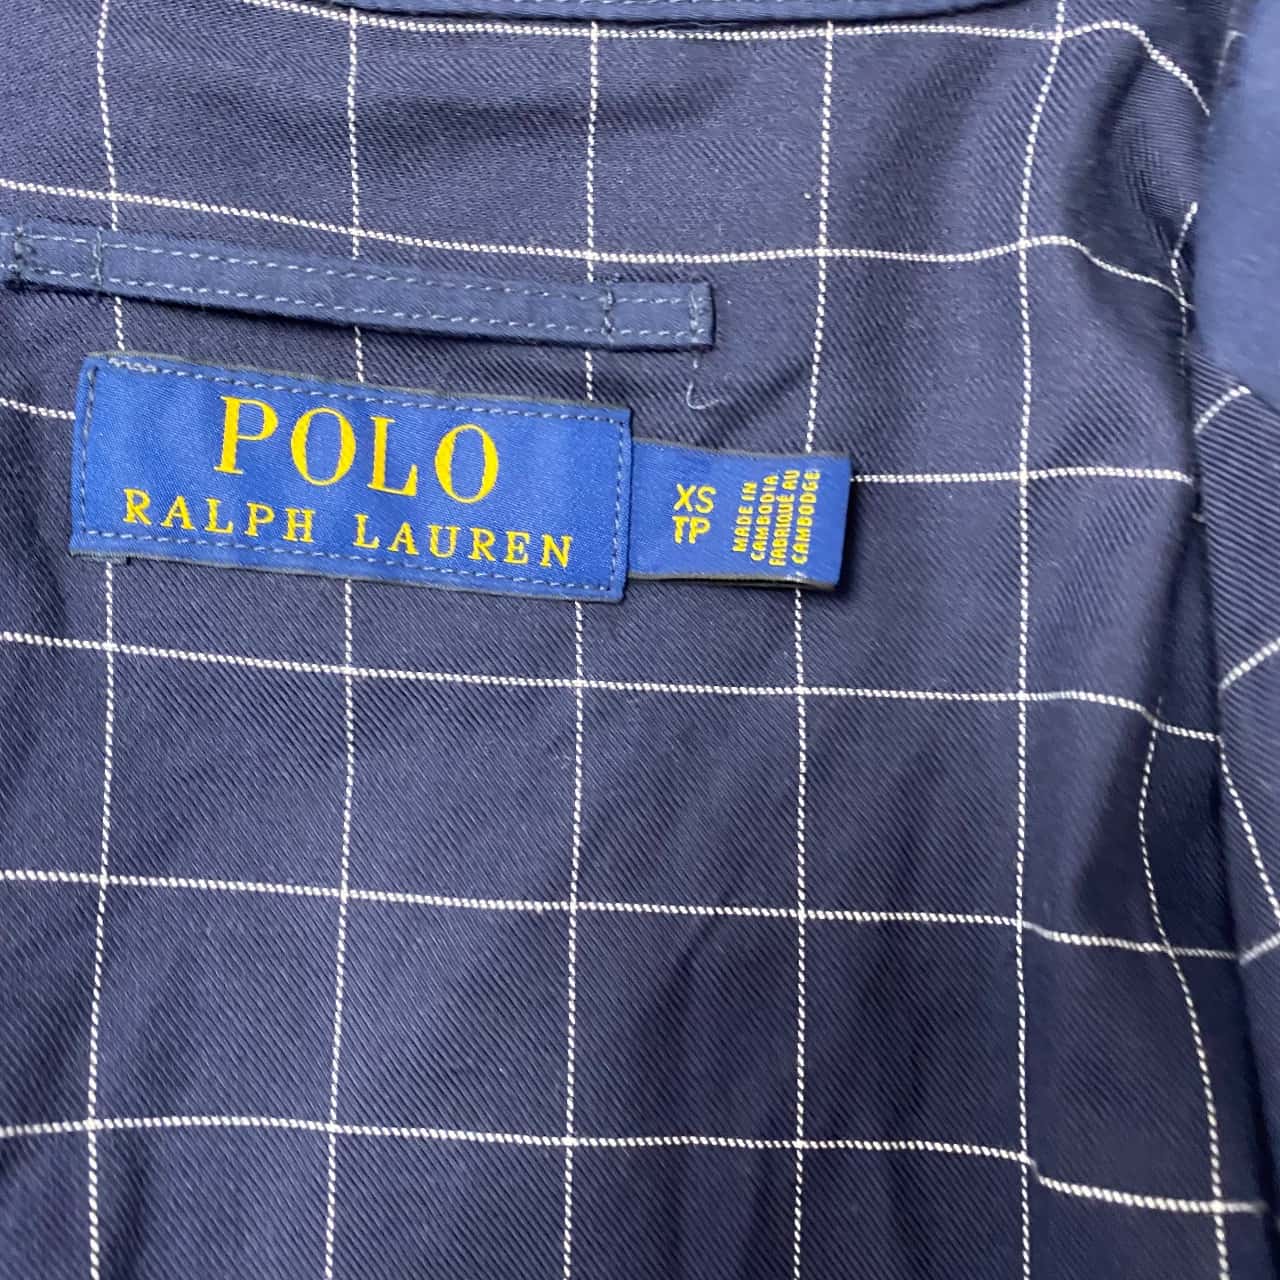 POLO
RALPH LAUREN
XS
TP
MADE IN
CAMBODIA
FABRIQUÉ AU
CAMBODGE